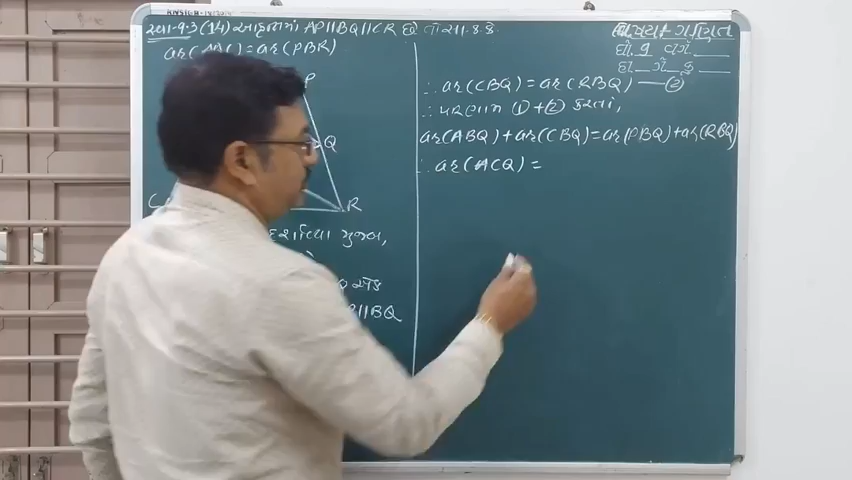 સ્વા-9.3 (14) આકૃતિમાં AP||BQ||CR છે તો સા.ક.કે
ar(AQC) = ar(PBR)
વિષય:- ગણિત
ધો. 9 વર્ગ
P
Q
C
R
દર્શાવ્યા મુજબ,
||BQ
∴ ar(CBQ) = ar(RBQ) — ②
∴ પરિણામ ① + ② કરતાં,
ar(ABQ) + ar(CBQ) = ar(PBQ) + ar(RBQ)
∴ ar(ACQ) =